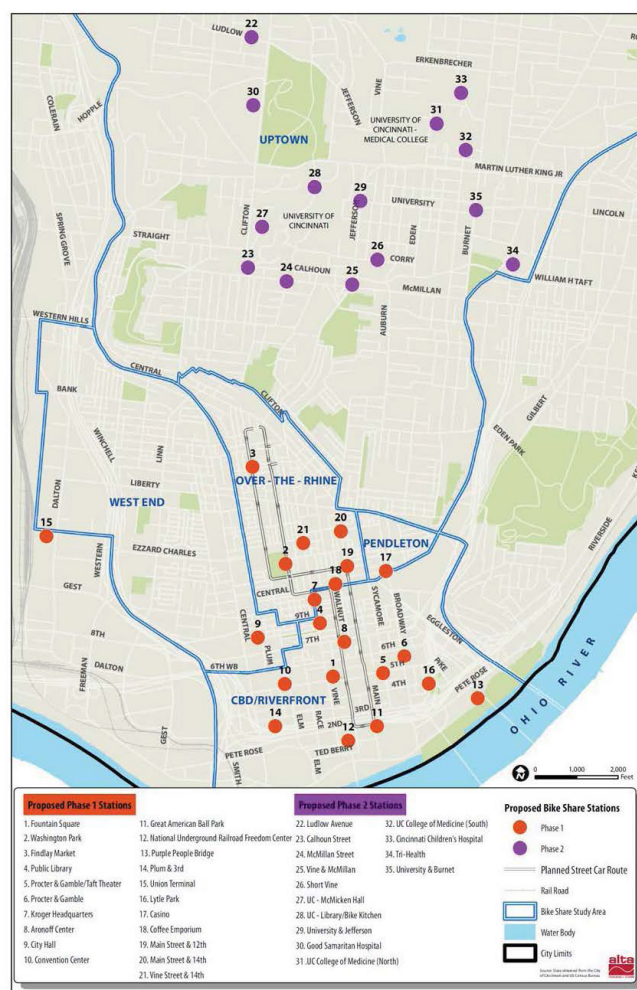 LUDLOW
22
ERKENBRECHER
33
COLERAIN
HOPPLE
30
JEFFERSON
VINE
31
UNIVERSITY OF
CINCINNATI -
MEDICAL COLLEGE
UPTOWN
32
MARTIN LUTHER KING JR
28
29
UNIVERSITY
35
LINCOLN
SPRING GROVE
CLIFTON
27
UNIVERSITY OF
CINCINNATI
JEFFERSON
EDEN
BURNET
STRAIGHT
26
CORRY
34
23
24
CALHOUN
25
WILLIAM H TAFT
McMILLAN
WESTERN HILLS
AUBURN
CENTRAL
BANK
CLIFTON
GILBERT
EDEN PARK
WINCHELL
LINN
3
OVER - THE - RHINE
LIBERTY
DALTON
WEST END
15
21
20
PENDLETON
RIVERSIDE
EZZARD CHARLES
WESTERN
2
19
17
18
GEST
CENTRAL
7
WALNUT
SYCAMORE
BROADWAY
EGGLESTON
9TH
4
8TH
9
CENTRAL
PLUM
7TH
8
6TH
6
5TH
5
FREEMAN
DALTON
6TH WB
10
1
4TH
16
PIKE
PETE ROSE
13
OHIO RIVER
CBD/RIVERFRONT
VINE
MAIN
14
ELM
RACE
2ND
3RD
11
12
GEST
SMITH
PETE ROSE
ELM
TED BERRY
0
1,000
2,000
Feet
Proposed Phase 1 Stations
1. Fountain Square
2. Washington Park
3. Findlay Market
4. Public Library
5. Procter & Gamble/Taft Theater
6. Procter & Gamble
7. Kroger Headquarters
8. Aronoff Center
9. City Hall
10. Convention Center
11. Great American Ball Park
12. National Underground Railroad Freedom Center
13. Purple People Bridge
14. Plum & 3rd
15. Union Terminal
16. Lytle Park
17. Casino
18. Coffee Emporium
19. Main Street & 12th
20. Main Street & 14th
21. Vine Street & 14th
Proposed Phase 2 Stations
22. Ludlow Avenue
23. Calhoun Street
24. McMillan Street
25. Vine & McMillan
26. Short Vine
27. UC - McMicken Hall
28. UC - Library/Bike Kitchen
29. University & Jefferson
30. Good Samaritan Hospital
31 .UC College of Medicine (North)
32. UC College of Medicine (South)
33. Cincinnati Children's Hospital
34. Tri-Health
35. University & Burnet
Proposed Bike Share Stations
Phase 1
Phase 2
Planned Street Car Route
Rail Road
Bike Share Study Area
Water Body
City Limits
Source: Data obtained from the City
of Cincinnati and US Census Bureau
alta